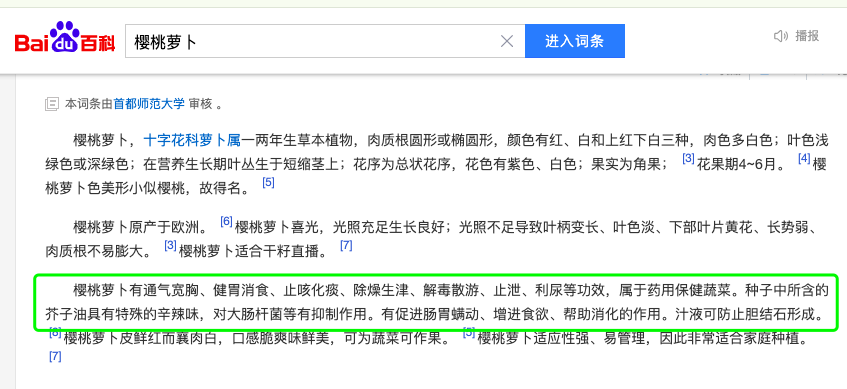 Bai du 百科
樱桃萝卜
进入词条
播报
本词条由首都师范大学 审核 。
樱桃萝卜，十字花科萝卜属一两年生草本植物，肉质根圆形或椭圆形，颜色有红、白和上红下白三种，肉色多白色；叶色浅
绿色或深绿色；在营养生长期叶丛生于短缩茎上；花序为总状花序，花色有紫色、白色；果实为角果； [3] 花果期4~6月。 [4] 樱
桃萝卜色美形小似樱桃，故得名。 [5]
樱桃萝卜原产于欧洲。 [6] 樱桃萝卜喜光，光照充足生长良好；光照不足导致叶柄变长、叶色淡、下部叶片黄花、长势弱、
肉质根不易膨大。 [3] 樱桃萝卜适合干籽直播。 [7]
樱桃萝卜有通气宽胸、健胃消食、止咳化痰、除燥生津、解毒散游、止泄、利尿等功效，属于药用保健蔬菜。种子中所含的
芥子油具有特殊的辛辣味，对大肠杆菌等有抑制作用。有促进肠胃蠕动、增进食欲、帮助消化的作用。汁液可防止胆结石形成。
樱桃萝卜皮鲜红而襄肉白，口感脆爽味鲜美，可为蔬菜可作果。 樱桃萝卜适应性强、易管理，因此非常适合家庭种植。
[7]